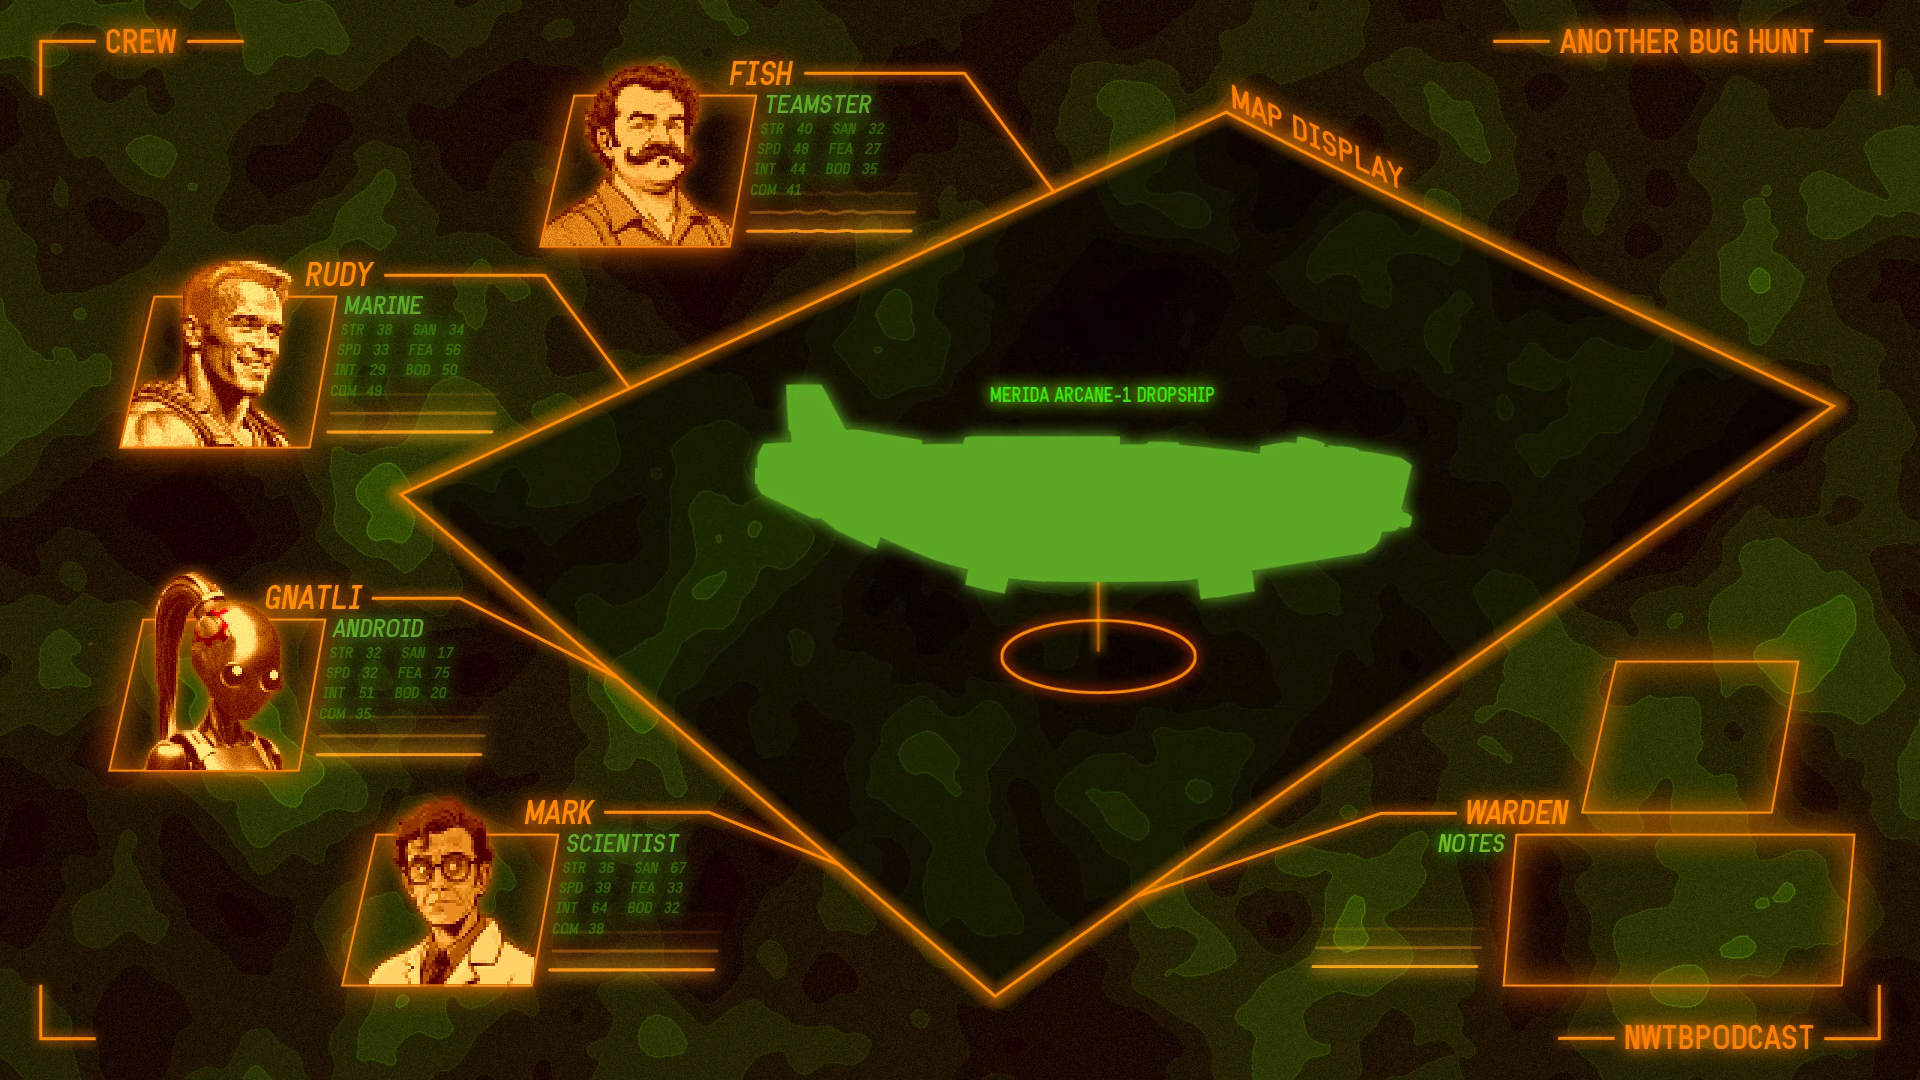 CREW
ANOTHER BUG HUNT
FISH
TEAMSTER
STR 40 SAN 32
SPD 48 FEA 27
INT 44 BOD 35
COM 41
MAP DISPLAY
RUDY
MARINE
STR 38 SAN 34
SPD 33 FEA 56
INT 29 BOD 50
COM 49
MERIDA ARCANE-1 DROPSHIP
GNATLI
ANDROID
STR 32 SAN 17
SPD 32 FEA 75
INT 51 BOD 20
COM 35
MARK
SCIENTIST
STR 36 SAN 67
SPD 39 FEA 33
INT 64 BOD 32
COM 38
WARDEN
NOTES
NWTBPODCAST